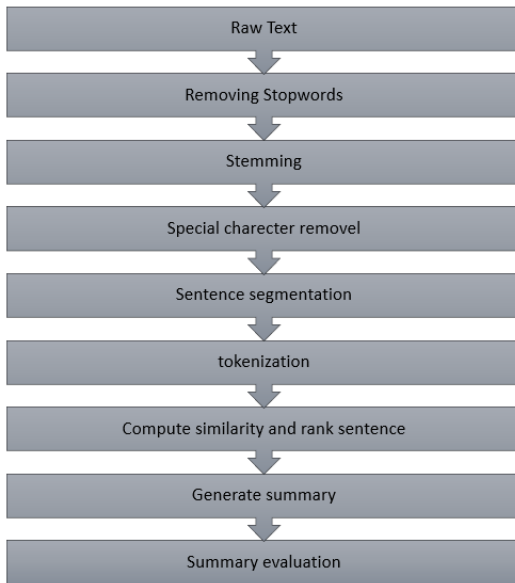 Raw Text
Removing Stopwords
Stemming
Special charecter removel
Sentence segmentation
tokenization
Compute similarity and rank sentence
Generate summary
Summary evaluation